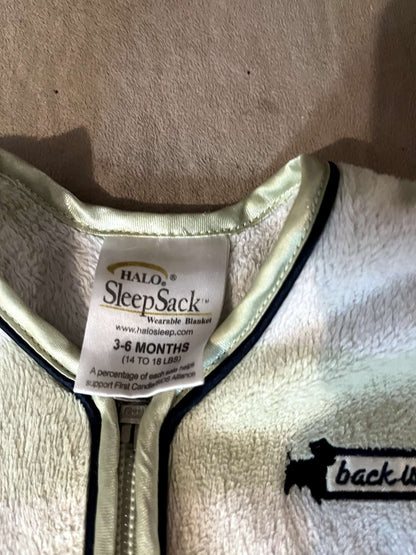 HALO®
SleepSack™
Wearable Blanket
www.halosleep.com
3-6 MONTHS
(14 TO 18 LBS)
A percentage of each sale helps
support First Candle/SIDS Alliance
back